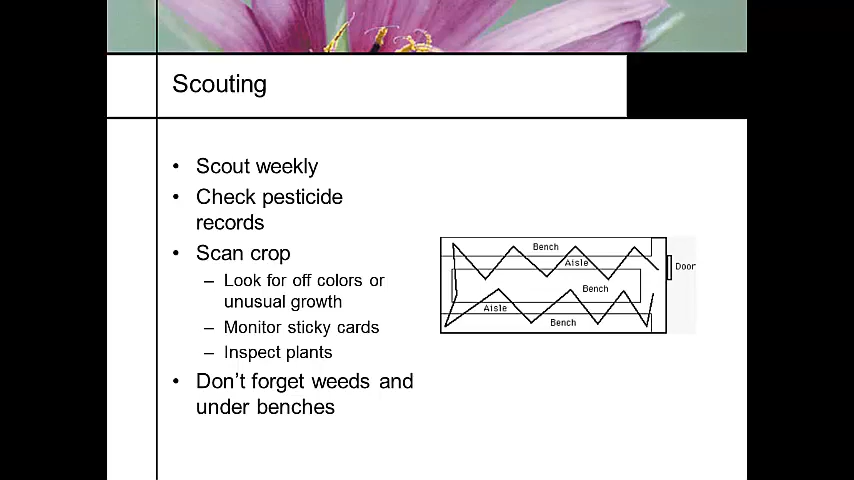 Scouting
• Scout weekly
• Check pesticide
records
• Scan crop
– Look for off colors or
unusual growth
– Monitor sticky cards
– Inspect plants
• Don't forget weeds and
under benches
Bench
Aisle
Door
Bench
Aisle
Bench